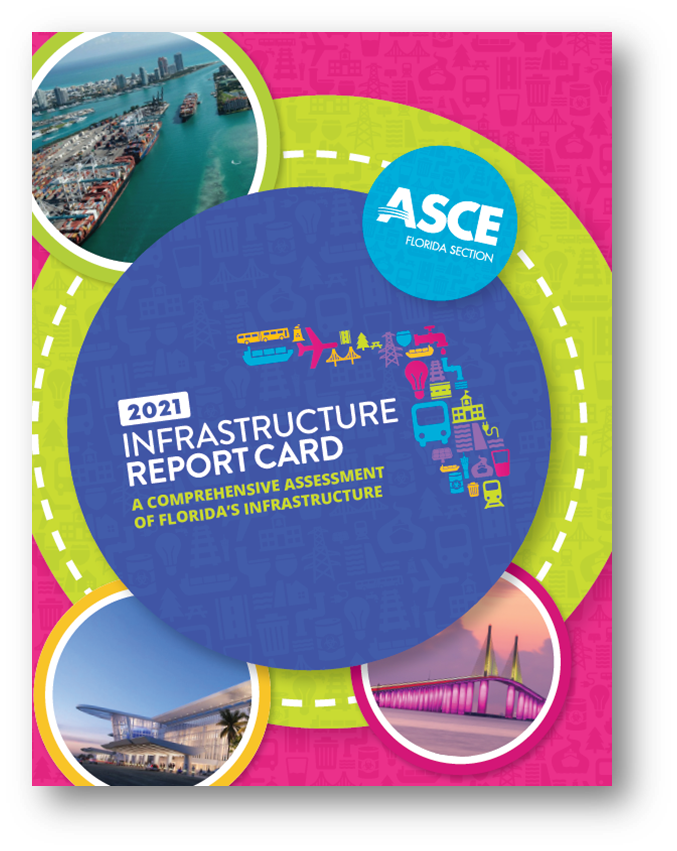 ASCE
FLORIDA SECTION
2021
INFRASTRUCTURE
REPORT CARD
A COMPREHENSIVE ASSESSMENT
OF FLORIDA'S INFRASTRUCTURE